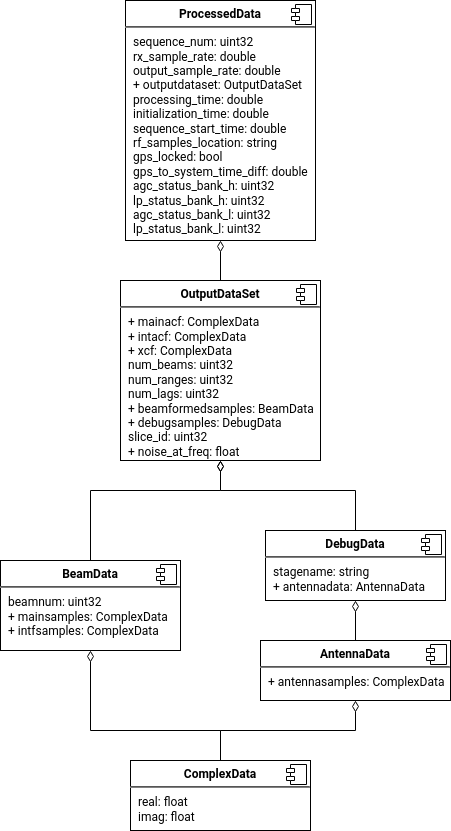 ProcessedData
sequence_num: uint32
rx_sample_rate: double
output_sample_rate: double
+ outputdataset: OutputDataSet
processing_time: double
initialization_time: double
sequence_start_time: double
rf_samples_location: string
gps_locked: bool
gps_to_system_time_diff: double
agc_status_bank_h: uint32
lp_status_bank_h: uint32
agc_status_bank_l: uint32
lp_status_bank_l: uint32
OutputDataSet
+ mainacf: ComplexData
+ intacf: ComplexData
+ xcf: ComplexData
num_beams: uint32
num_ranges: uint32
num_lags: uint32
+ beamformedsamples: BeamData
+ debugsamples: DebugData
slice_id: uint32
+ noise_at_freq: float
DebugData
stagename: string
+ antennadata: AntennaData
BeamData
beamnum: uint32
+ mainsamples: ComplexData
+ intfsamples: ComplexData
AntennaData
+ antennasamples: ComplexData
ComplexData
real: float
imag: float